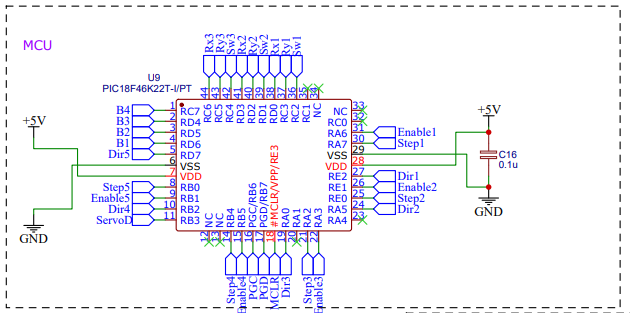 MCU
U9
PIC18F46K22T-I/PT
Rx3
Ry3
Sw3
Rx2
Ry2
Sw2
Rx1
Ry1
Sw1
44
43
42
41
40
39
38
37
36
35
34
RC6
RC5
RC4
RD3
RD2
RD1
RD0
RC3
RC2
RC1
NC
+5V
GND
B4
B3
B2
B1
Dir5
Step5
Enable5
Dir4
ServoD
1 RC7
2 RD4
3 RD5
4 RD6
5 RD7
6 VSS
7 VDD
8 RB0
9 RB1
10 RB2
11 RB3
NC 33
RC0 32
RA6 31
RA7 30
VSS 29
VDD 28
RE2 27
RE1 26
RE0 25
RA5 24
RA4 23
Enable1
Step1
Dir1
Enable2
Step2
Dir2
+5V
C16
0.1u
GND
NC
NC
RB4
RB5
PGC/RB6
PGD/RB7
#MCLR/VPP/RE3
RA0
RA1
RA2
RA3
12
13
14
15
16
17
18
19
20
21
22
Step4
Enable4
PGC
PGD
MCLR
Dir3
Step3
Enable3